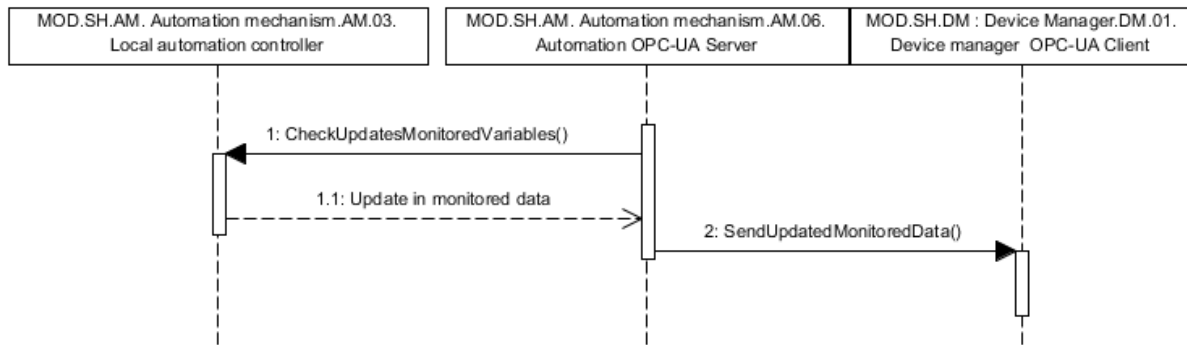 MOD.SH.AM. Automation mechanism.AM.03.
Local automation controller
MOD.SH.AM. Automation mechanism.AM.06.
Automation OPC-UA Server
MOD.SH.DM : Device Manager.DM.01.
Device manager OPC-UA Client
1: CheckUpdatesMonitoredVariables()
1.1: Update in monitored data
2: SendUpdatedMonitoredData()